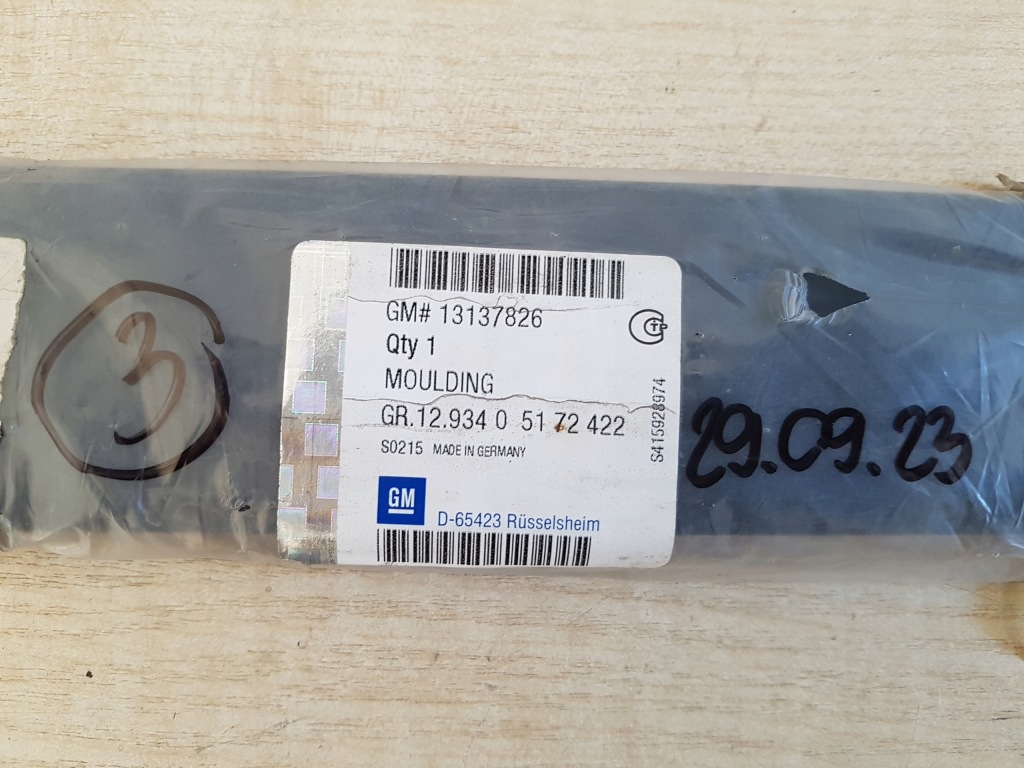 3
GM# 13137826
Qty 1
MOULDING
GR.12.934 0 51 72 422
S0215 MADE IN GERMANY
GM
D-65423 Rüsselsheim
S415928974
29.09.23